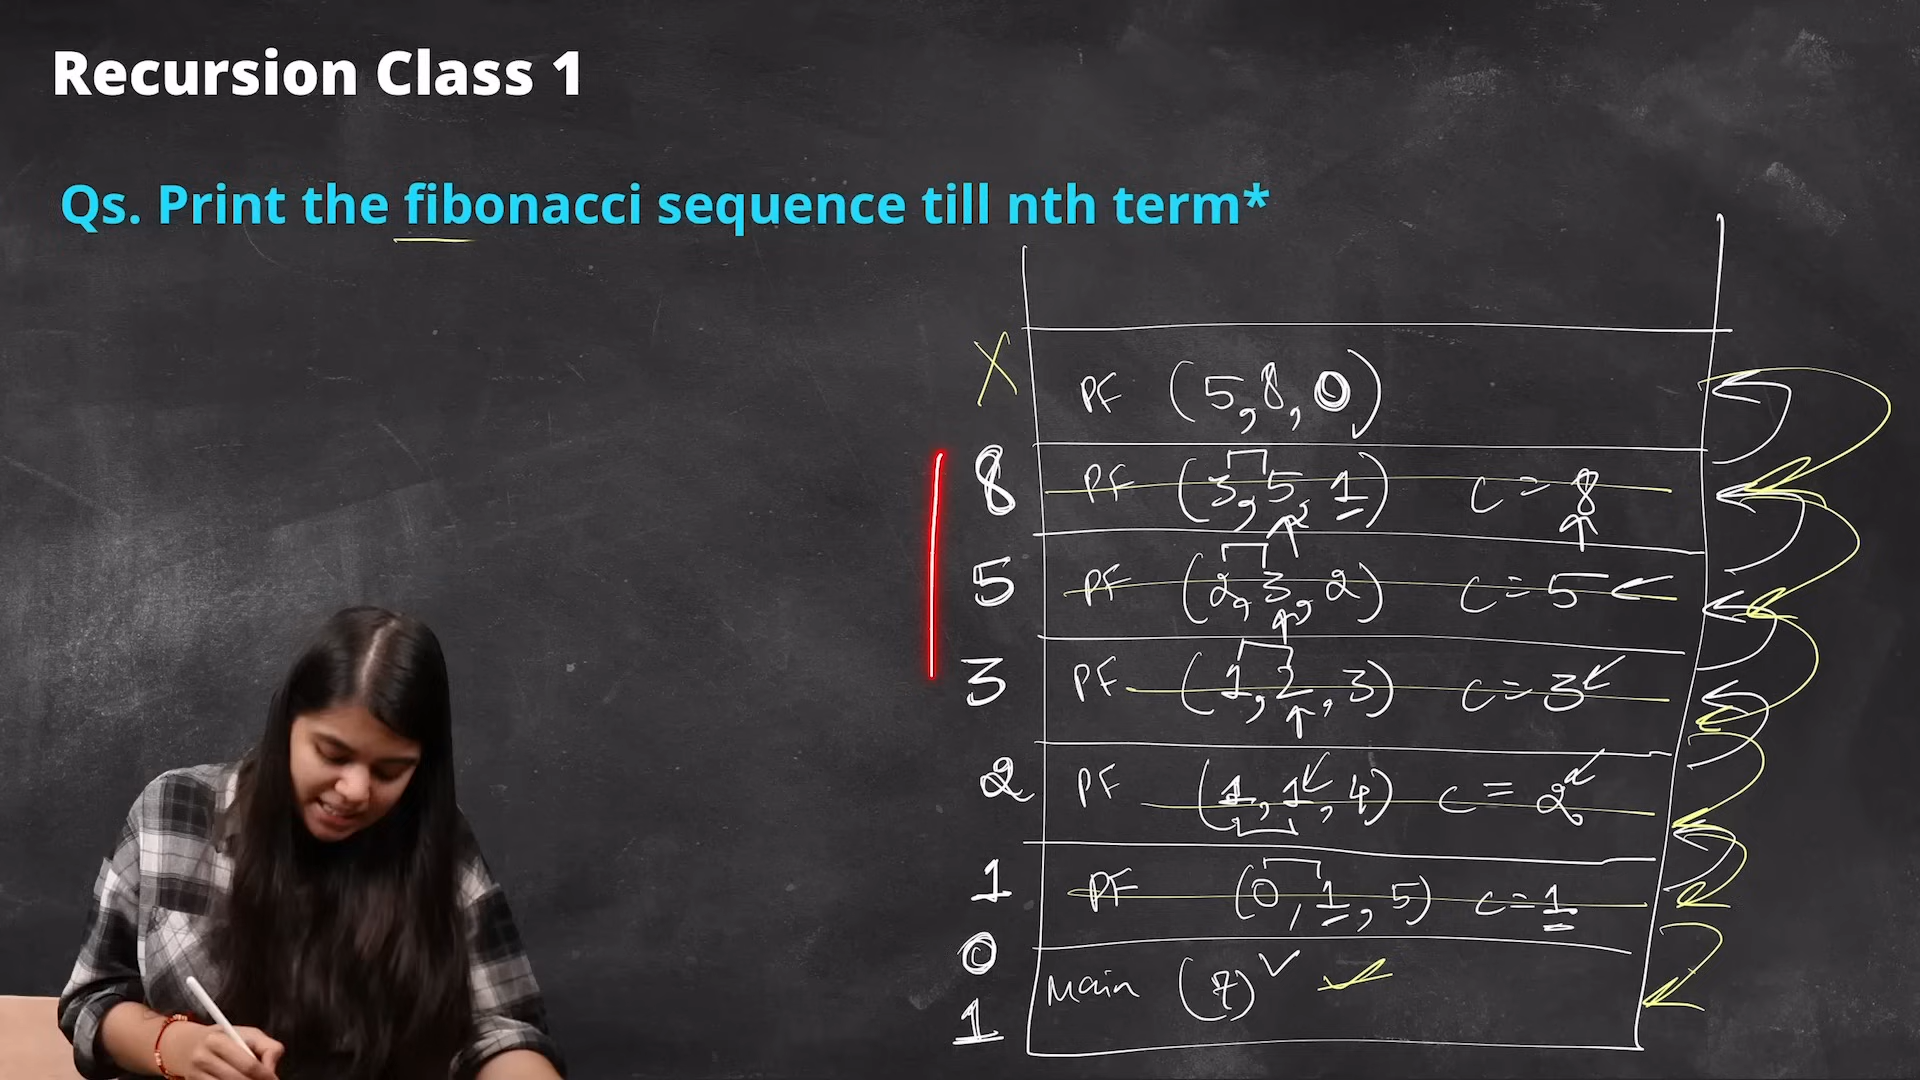 Recursion Class 1
Qs. Print the fibonacci sequence till nth term*
X PF (5,8,0)
8 PF (3,5,1) c=8
5 PF (2,3,2) c=5
3 PF (1,2,3) c=3
2 PF (1,1,4) c=2
1 PF (0,1,5) c=1
0
Main (7)
1